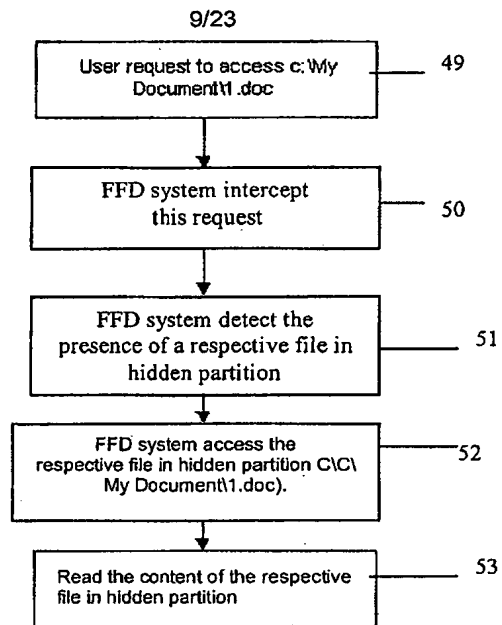 9/23
User request to access c:\My
Document\1.doc
49
FFD system intercept
this request
50
FFD system detect the
presence of a respective file in
hidden partition
51
FFD system access the
respective file in hidden partition C\C\
My Document\1.doc).
52
Read the content of the respective
file in hidden partition
53